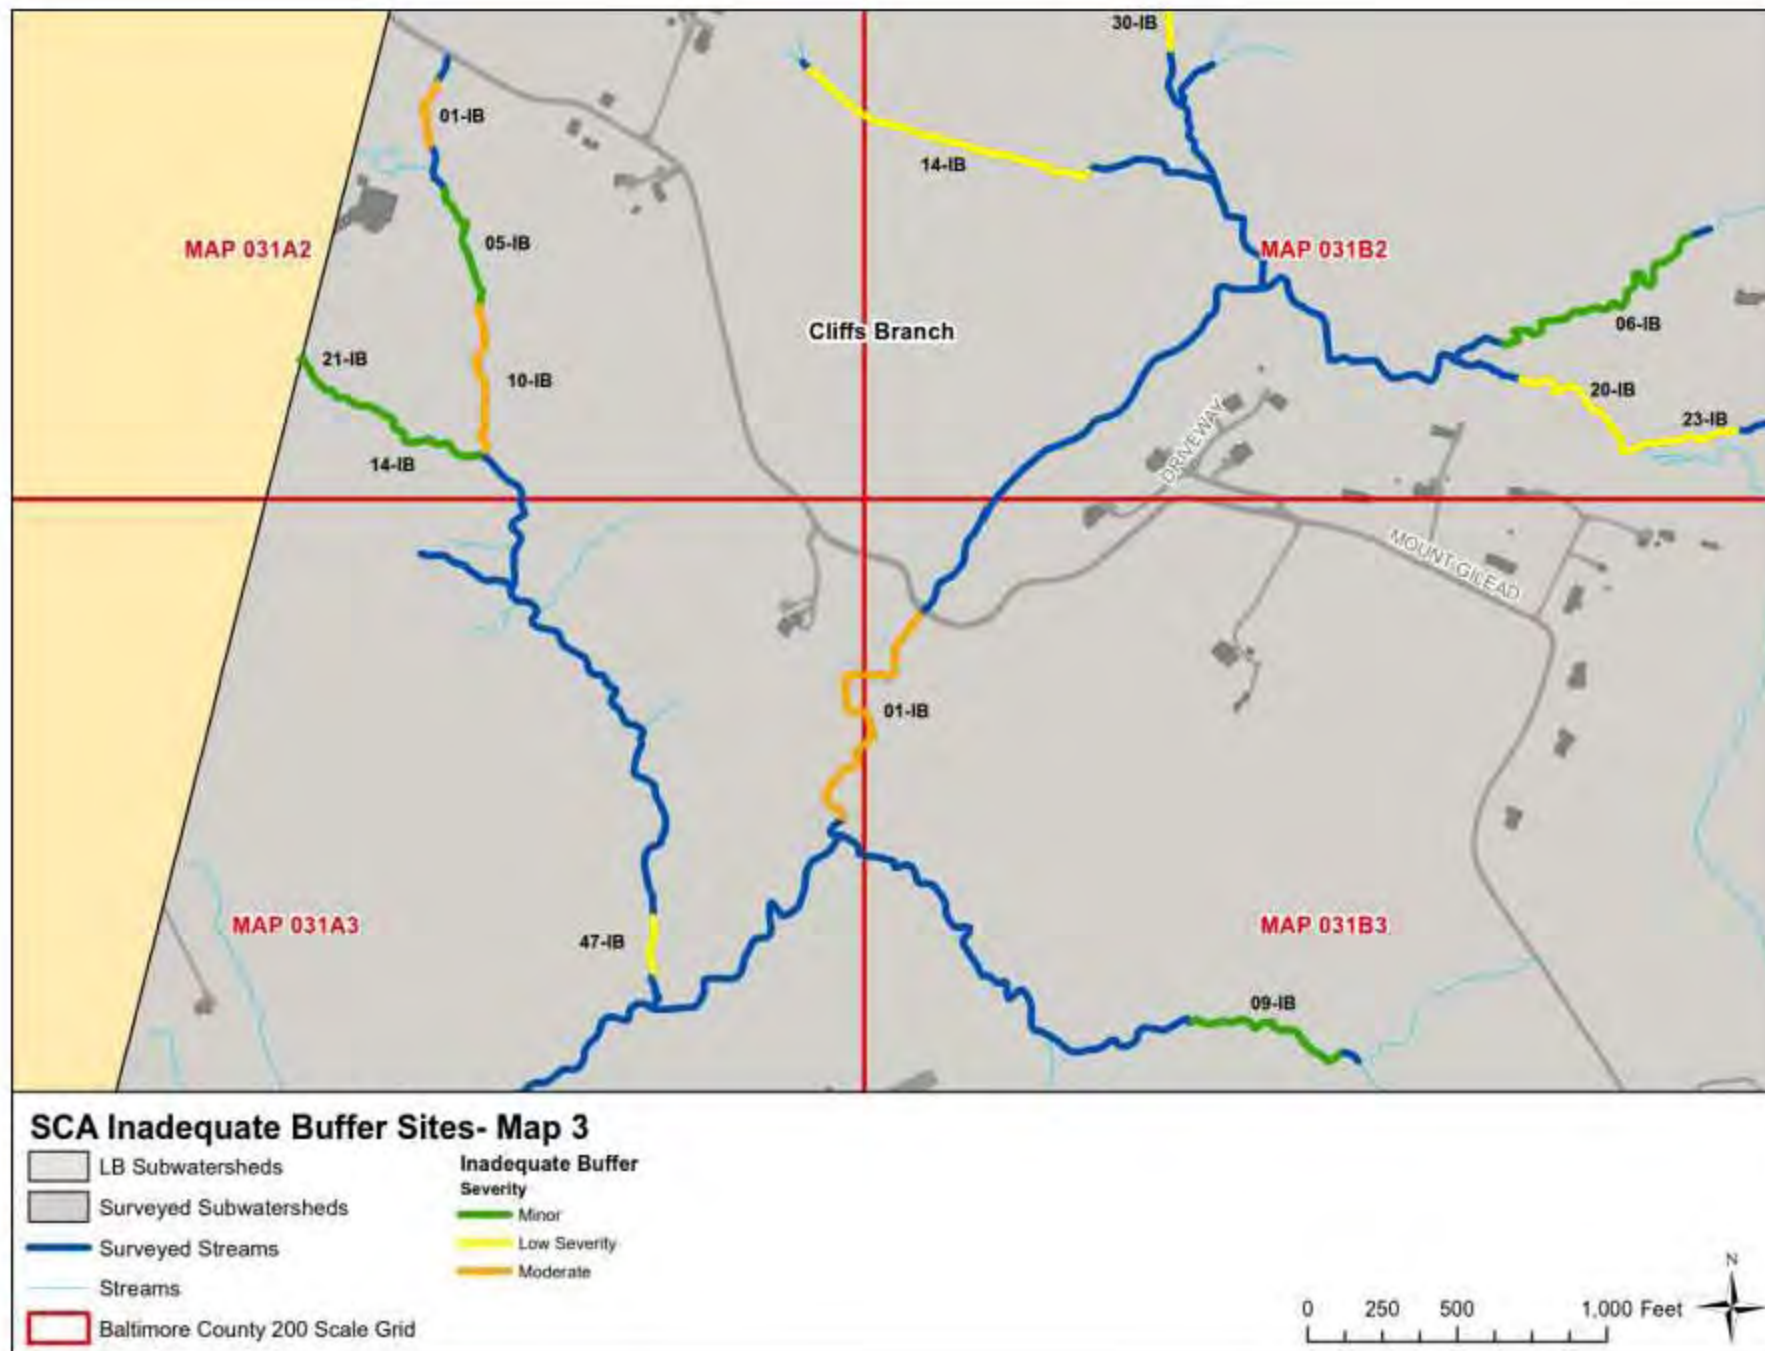 30-IB
01-IB
14-IB
05-IB
MAP 031A2
MAP 031B2
Cliffs Branch
06-IB
21-IB
10-IB
20-IB
23-IB
14-IB
DRIVEWAY
MOUNT GILEAD
01-IB
MAP 031A3
47-IB
MAP 031B3
09-IB
SCA Inadequate Buffer Sites- Map 3
LB Subwatersheds
Surveyed Subwatersheds
Surveyed Streams
Streams
Baltimore County 200 Scale Grid
Inadequate Buffer
Severity
Minor
Low Severity
Moderate
0 250 500 1,000 Feet
N